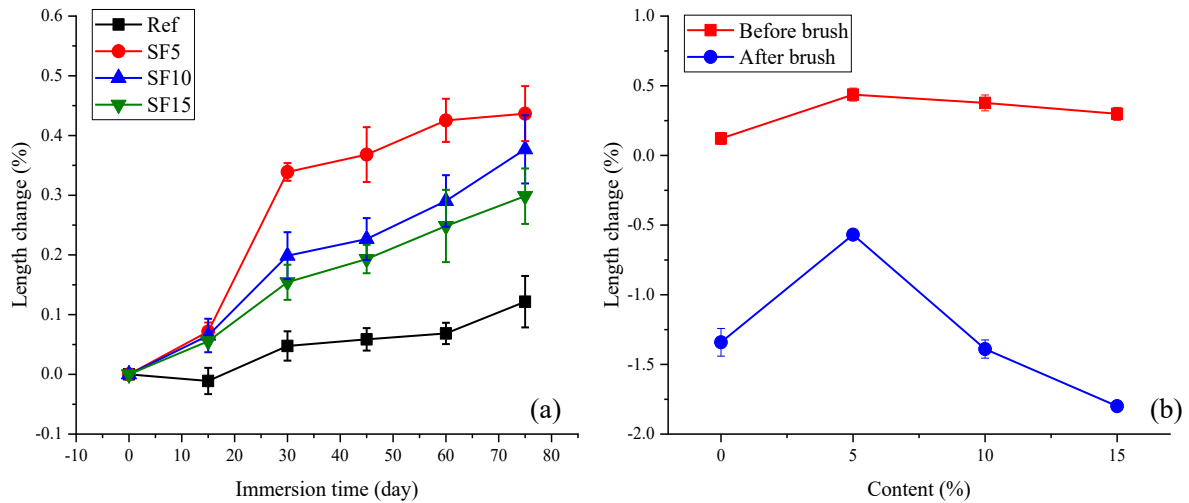 Ref
SF5
SF10
SF15
0.6
0.5
0.4
0.3
0.2
0.1
0.0
-0.1
Length change (%)
-10 0 10 20 30 40 50 60 70 80
Immersion time (day)
(a)
Before brush
After brush
1.0
0.5
0.0
-0.5
-1.0
-1.5
-2.0
Length change (%)
0 5 10 15
Content (%)
(b)